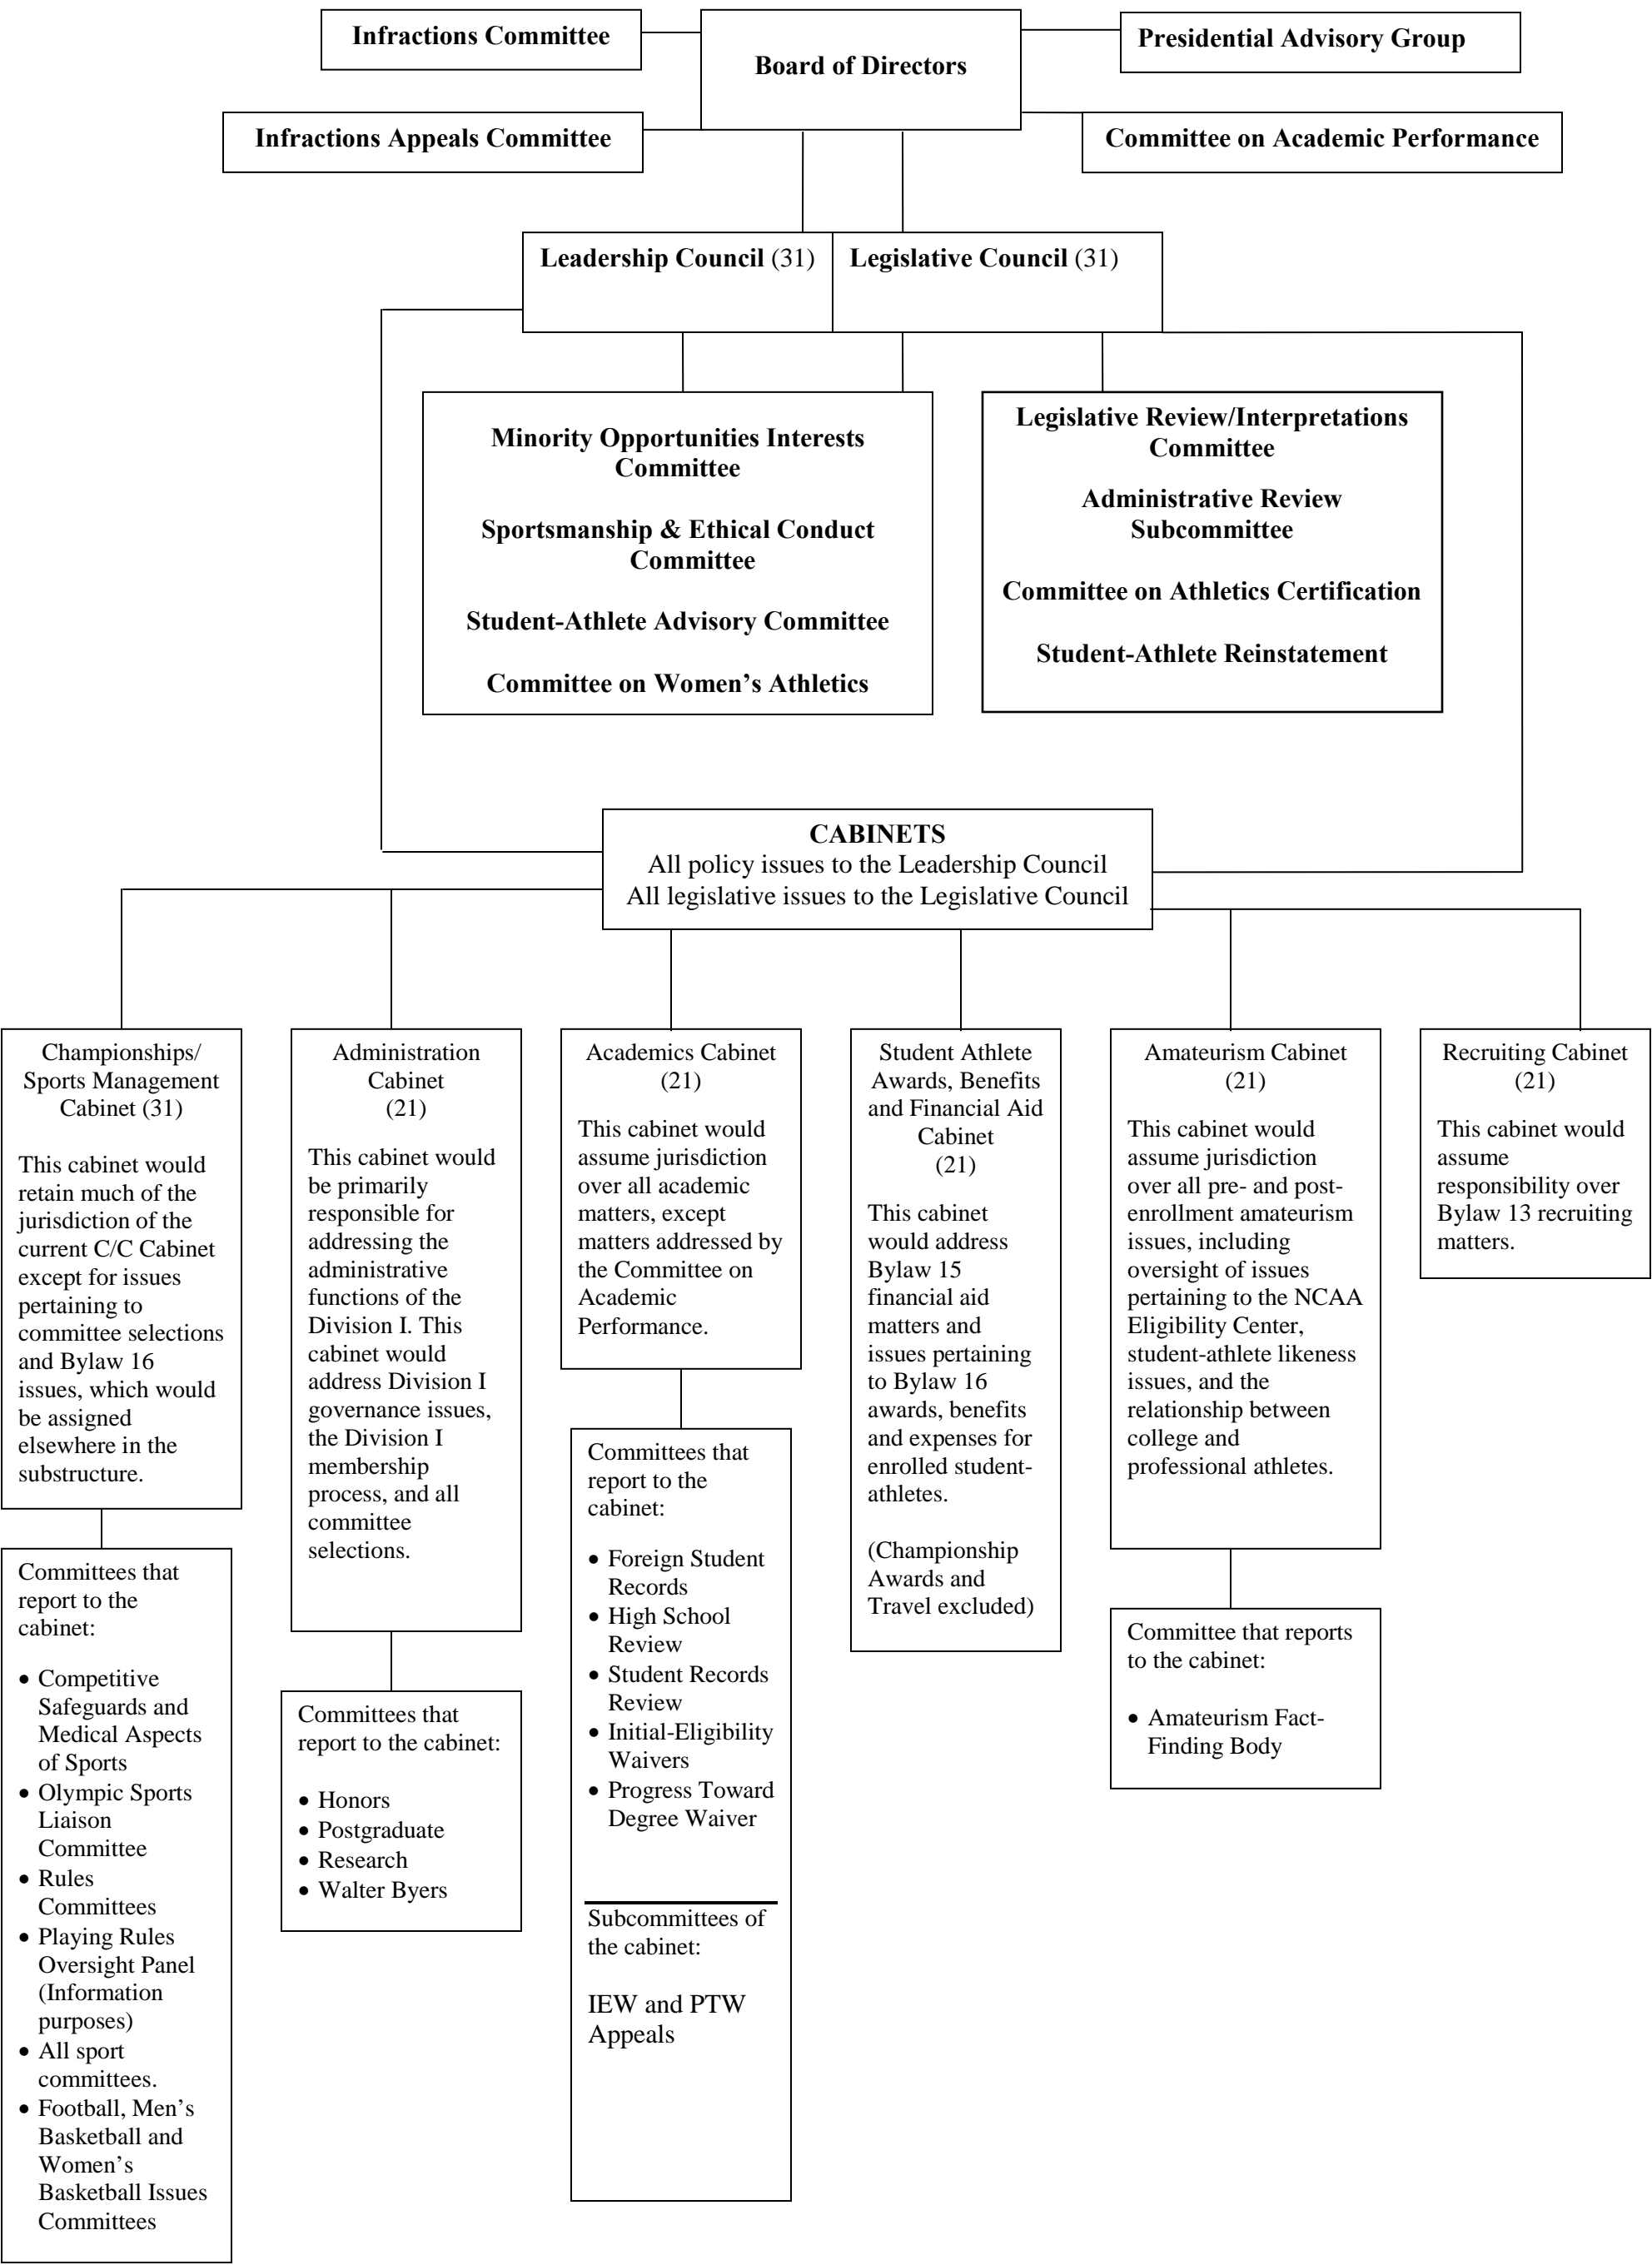 Infractions Committee
Board of Directors
Presidential Advisory Group
Infractions Appeals Committee
Committee on Academic Performance
Leadership Council (31)
Legislative Council (31)
Minority Opportunities Interests
Committee
Sportsmanship & Ethical Conduct
Committee
Student-Athlete Advisory Committee
Committee on Women’s Athletics
Legislative Review/Interpretations
Committee
Administrative Review
Subcommittee
Committee on Athletics Certification
Student-Athlete Reinstatement
CABINETS
All policy issues to the Leadership Council
All legislative issues to the Legislative Council
Championships/
Sports Management
Cabinet (31)
This cabinet would
retain much of the
jurisdiction of the
current C/C Cabinet
except for issues
pertaining to
committee selections
and Bylaw 16
issues, which would
be assigned
elsewhere in the
substructure.
Committees that
report to the
cabinet:
• Competitive
Safeguards and
Medical Aspects
of Sports
• Olympic Sports
Liaison
Committee
• Rules
Committees
• Playing Rules
Oversight Panel
(Information
purposes)
• All sport
committees.
• Football, Men’s
Basketball and
Women’s
Basketball Issues
Committees
Administration
Cabinet
(21)
This cabinet would
be primarily
responsible for
addressing the
administrative
functions of the
Division I. This
cabinet would
address Division I
governance issues,
the Division I
membership
process, and all
committee
selections.
Committees that
report to the cabinet:
• Honors
• Postgraduate
• Research
• Walter Byers
Academics Cabinet
(21)
This cabinet would
assume jurisdiction
over all academic
matters, except
matters addressed by
the Committee on
Academic
Performance.
Committees that
report to the
cabinet:
• Foreign Student
Records
• High School
Review
• Student Records
Review
• Initial-Eligibility
Waivers
• Progress Toward
Degree Waiver
Subcommittees of
the cabinet:
IEW and PTW
Appeals
Student Athlete
Awards, Benefits
and Financial Aid
Cabinet
(21)
This cabinet
would address
Bylaw 15
financial aid
matters and
issues pertaining
to Bylaw 16
awards, benefits
and expenses for
enrolled student-
athletes.
(Championship
Awards and
Travel excluded)
Amateurism Cabinet
(21)
This cabinet would
assume jurisdiction
over all pre- and post-
enrollment amateurism
issues, including
oversight of issues
pertaining to the NCAA
Eligibility Center,
student-athlete likeness
issues, and the
relationship between
college and
professional athletes.
Committee that reports
to the cabinet:
• Amateurism Fact-
Finding Body
Recruiting Cabinet
(21)
This cabinet would
assume
responsibility over
Bylaw 13 recruiting
matters.